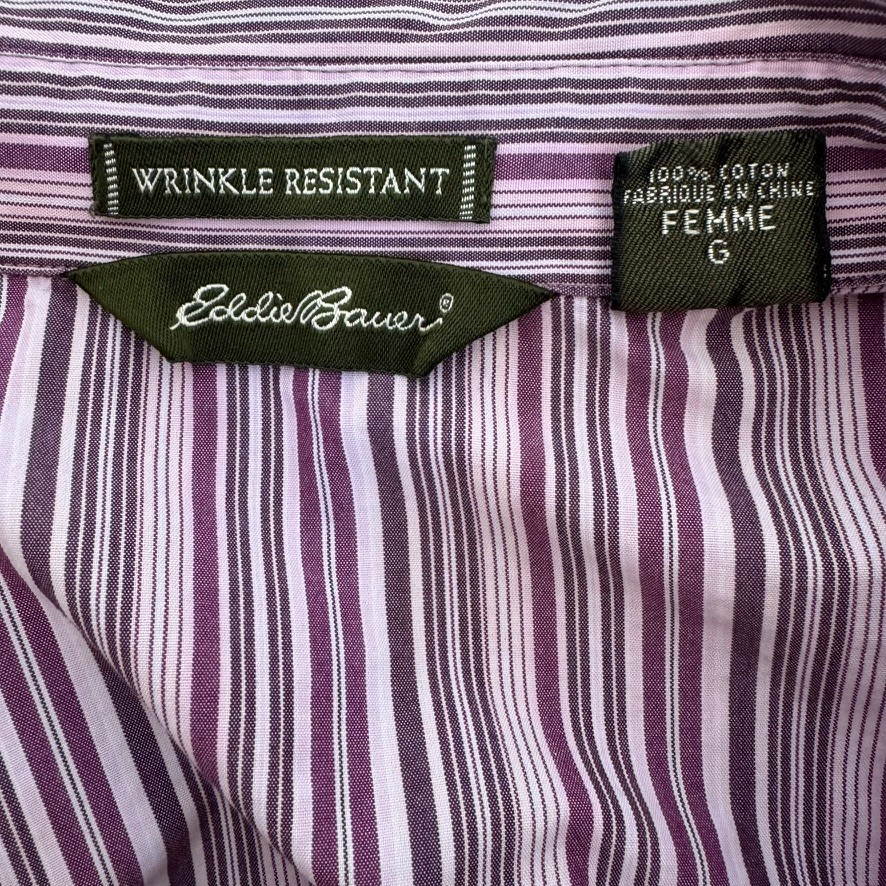 WRINKLE RESISTANT
Eddie Bauer®
100% COTON
FABRIQUE EN CHINE
FEMME
G